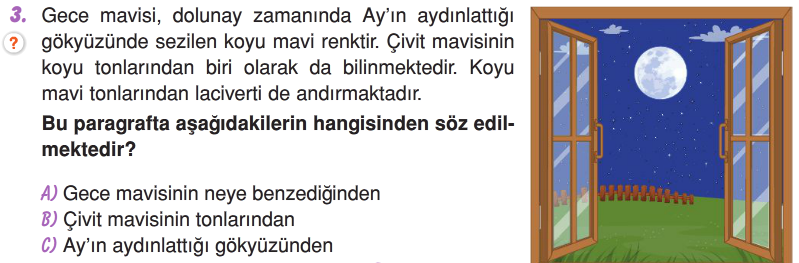 3. Gece mavisi, dolunay zamanında Ay'ın aydınlattığı
? gökyüzünde sezilen koyu mavi renktir. Çivit mavisinin
koyu tonlarından biri olarak da bilinmektedir. Koyu
mavi tonlarından laciverti de andırmaktadır.
Bu paragrafta aşağıdakilerin hangisinden söz edil-
mektedir?
A) Gece mavisinin neye benzediğinden
B) Çivit mavisinin tonlarından
C) Ay'ın aydınlattığı gökyüzünden